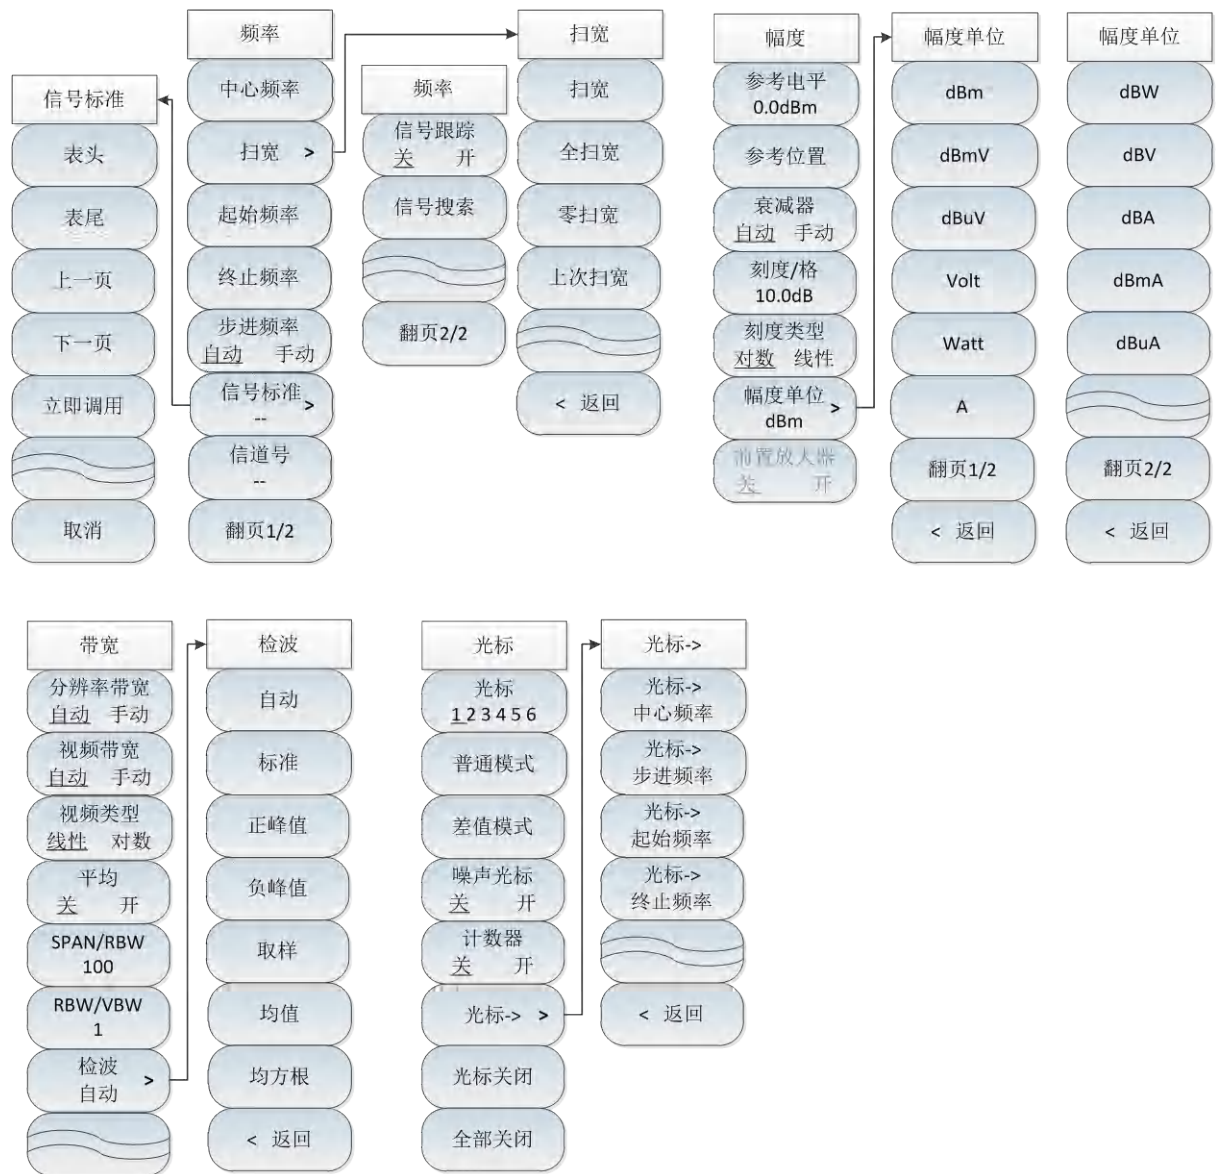 信号标准
表头
表尾
上一页
下一页
立即调用
取消
频率
中心频率
扫宽 >
起始频率
终止频率
步进频率
自动 手动
信号标准 >
--
信道号
--
翻页1/2
频率
信号跟踪
关 开
信号搜索
翻页2/2
扫宽
扫宽
全扫宽
零扫宽
上次扫宽
< 返回
幅度
参考电平
0.0dBm
参考位置
衰减器
自动 手动
刻度/格
10.0dB
刻度类型
对数 线性
幅度单位 >
dBm
前置放大器
关 开
幅度单位
dBm
dBmV
dBuV
Volt
Watt
A
翻页1/2
< 返回
幅度单位
dBW
dBV
dBA
dBmA
dBuA
翻页2/2
< 返回
带宽
分辨率带宽
自动 手动
视频带宽
自动 手动
视频类型
线性 对数
平均
关 开
SPAN/RBW
100
RBW/VBW
1
检波 >
自动
检波
自动
标准
正峰值
负峰值
取样
均值
均方根
< 返回
光标
光标
1 2 3 4 5 6
普通模式
差值模式
噪声光标
关 开
计数器
关 开
光标-> >
光标关闭
全部关闭
光标->
光标->
中心频率
光标->
步进频率
光标->
起始频率
光标->
终止频率
< 返回